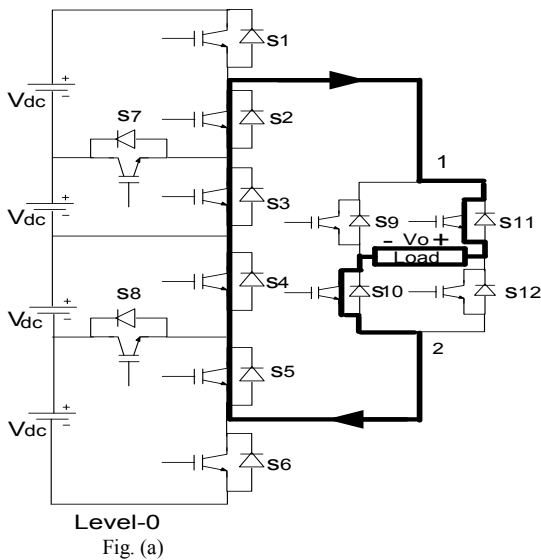 S1
Vdc
+
-
S7
S2
1
Vdc
+
-
S3
S9
S11
- Vo +
Load
S4
S10
S12
Vdc
+
-
S8
2
S5
Vdc
+
-
S6
Level-0
Fig. (a)